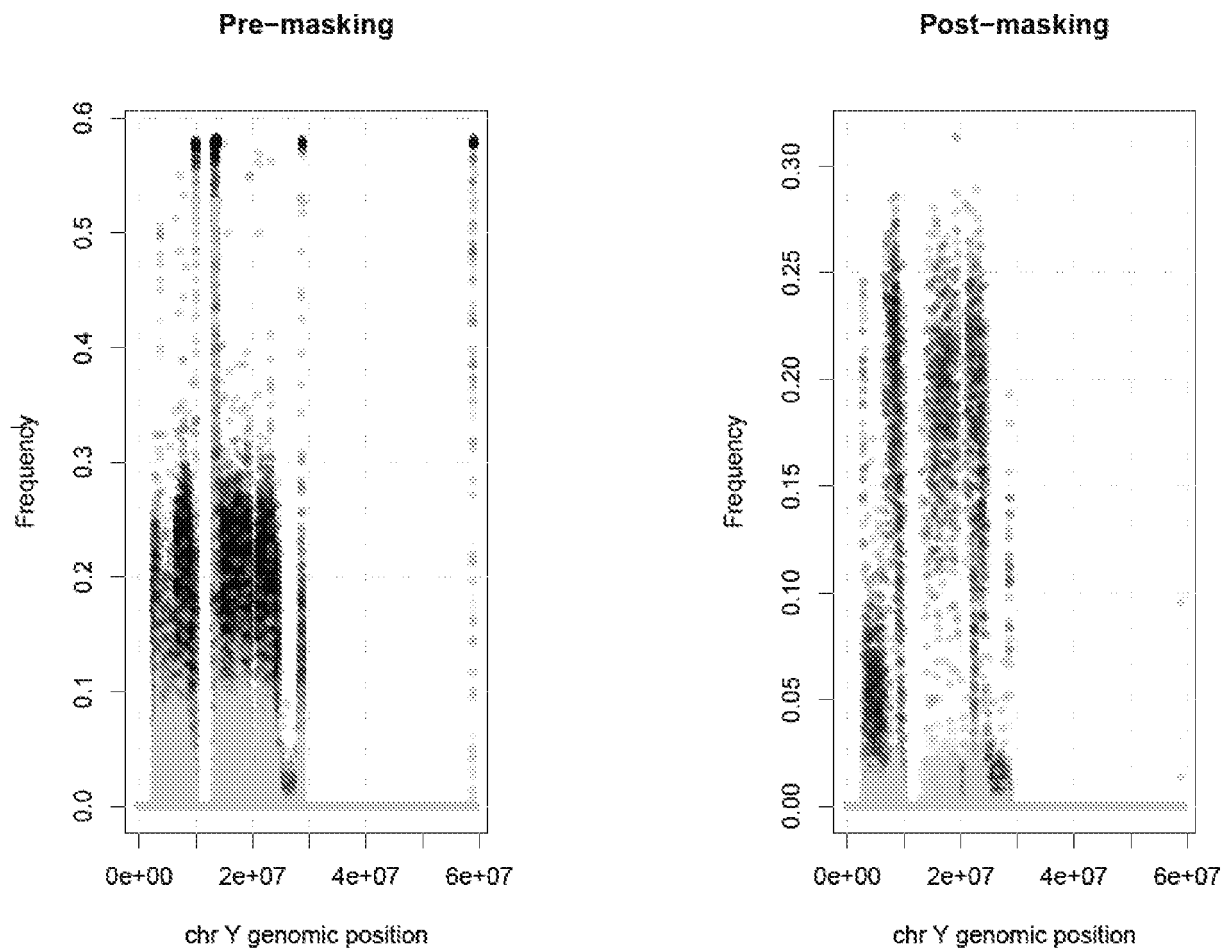 Pre−masking
Frequency
0.6
0.5
0.4
0.3
0.2
0.1
0.0
0e+00 2e+07 4e+07 6e+07
chr Y genomic position
Post−masking
Frequency
0.30
0.25
0.20
0.15
0.10
0.05
0.00
0e+00 2e+07 4e+07 6e+07
chr Y genomic position